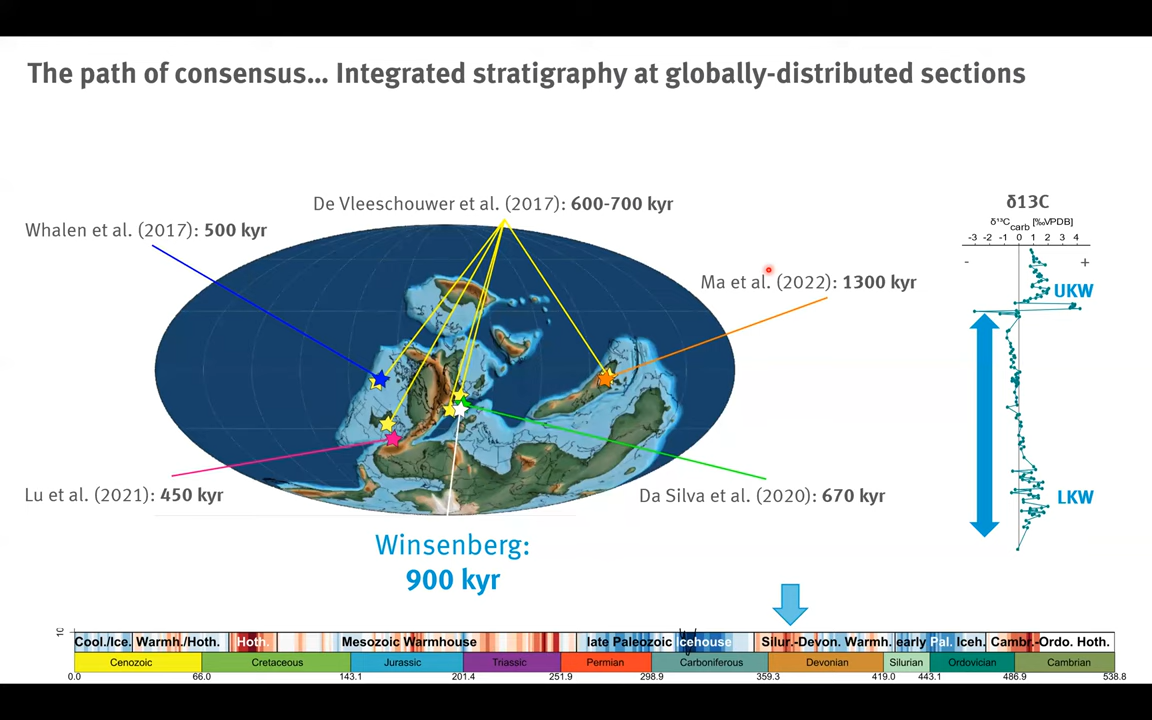 The path of consensus... Integrated stratigraphy at globally-distributed sections
De Vleeschouwer et al. (2017): 600-700 kyr
Whalen et al. (2017): 500 kyr
Ma et al. (2022): 1300 kyr
Lu et al. (2021): 450 kyr
Da Silva et al. (2020): 670 kyr
Winsenberg:
900 kyr
δ13C
δ¹³Ccarb [‰VPDB]
-3 -2 -1 0 1 2 3 4
- +
UKW
LKW
10
Cool./Ice. Warmh./Hoth. Hoth. Mesozoic Warmhouse late Paleozoic icehouse Silur.-Devon. Warmh. early Pal. Iceh. Cambr.-Ordo. Hoth.
Cenozoic Cretaceous Jurassic Triassic Permian Carboniferous Devonian Silurian Ordovician Cambrian
0.0 66.0 143.1 201.4 251.9 298.9 359.3 419.0 443.1 486.9 538.8